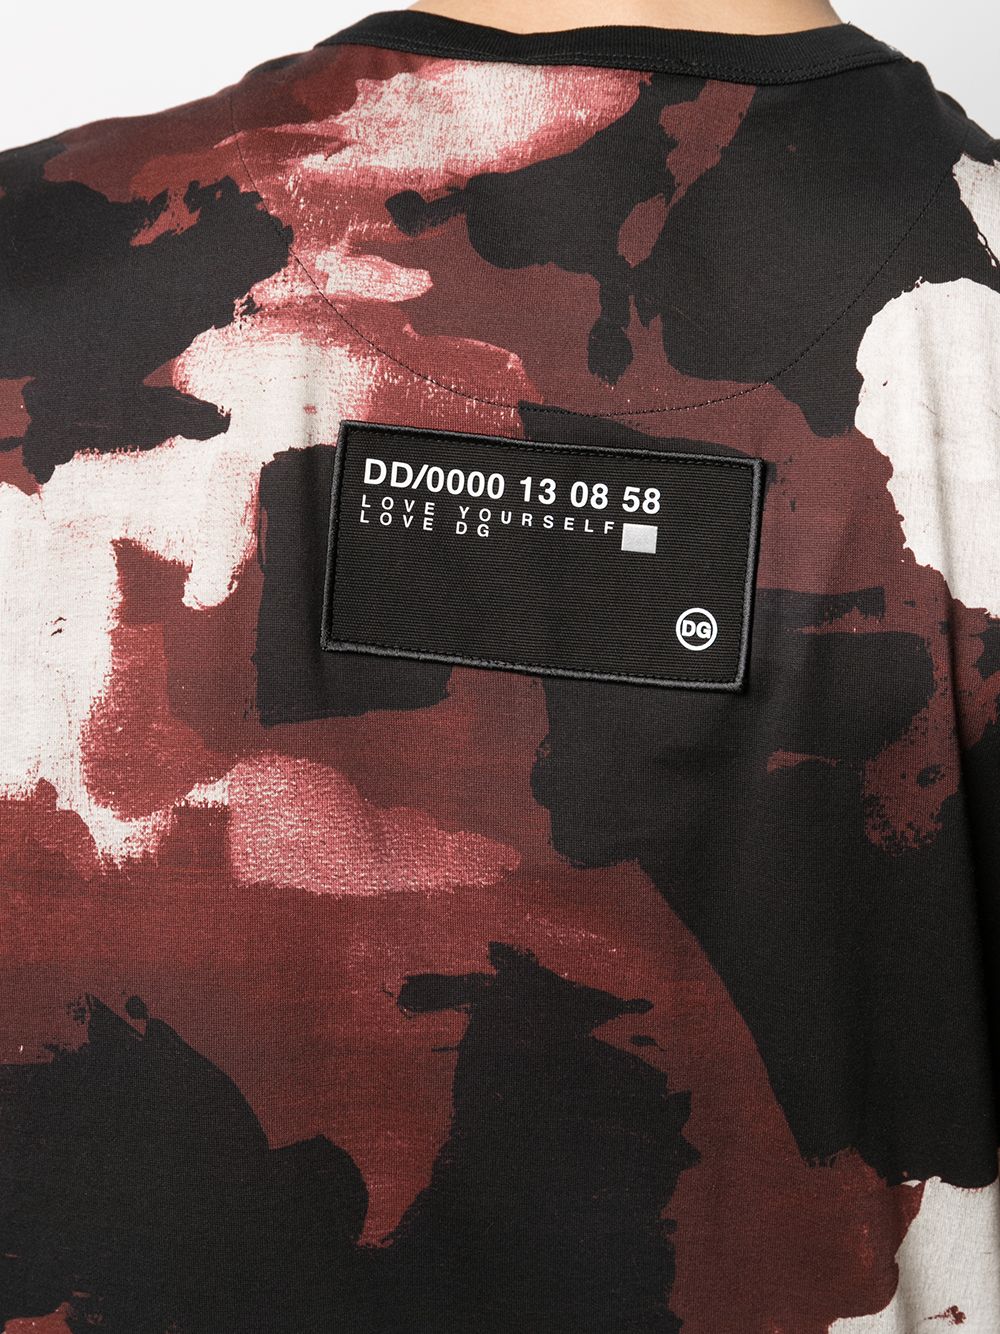 DD/0000 13 08 58
LOVE YOURSELF
LOVE DG
DG